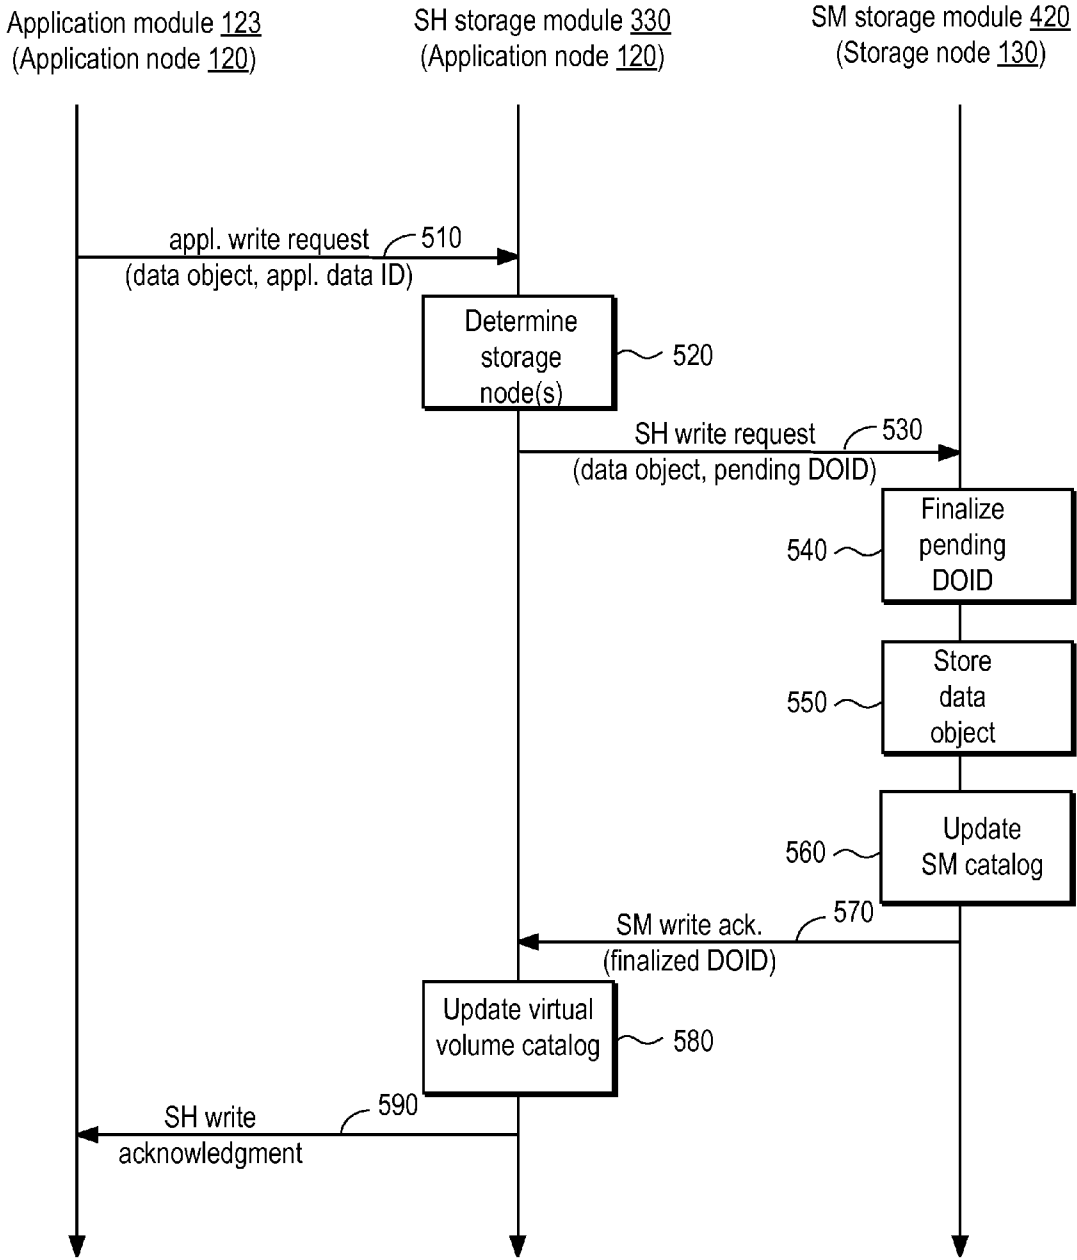 Application module 123
(Application node 120)
SH storage module 330
(Application node 120)
SM storage module 420
(Storage node 130)
appl. write request
510
(data object, appl. data ID)
Determine
storage
node(s)
520
SH write request
530
(data object, pending DOID)
Finalize
pending
DOID
540
Store
data
object
550
Update
SM catalog
560
SM write ack.
570
(finalized DOID)
Update virtual
volume catalog
580
SH write
590
acknowledgment